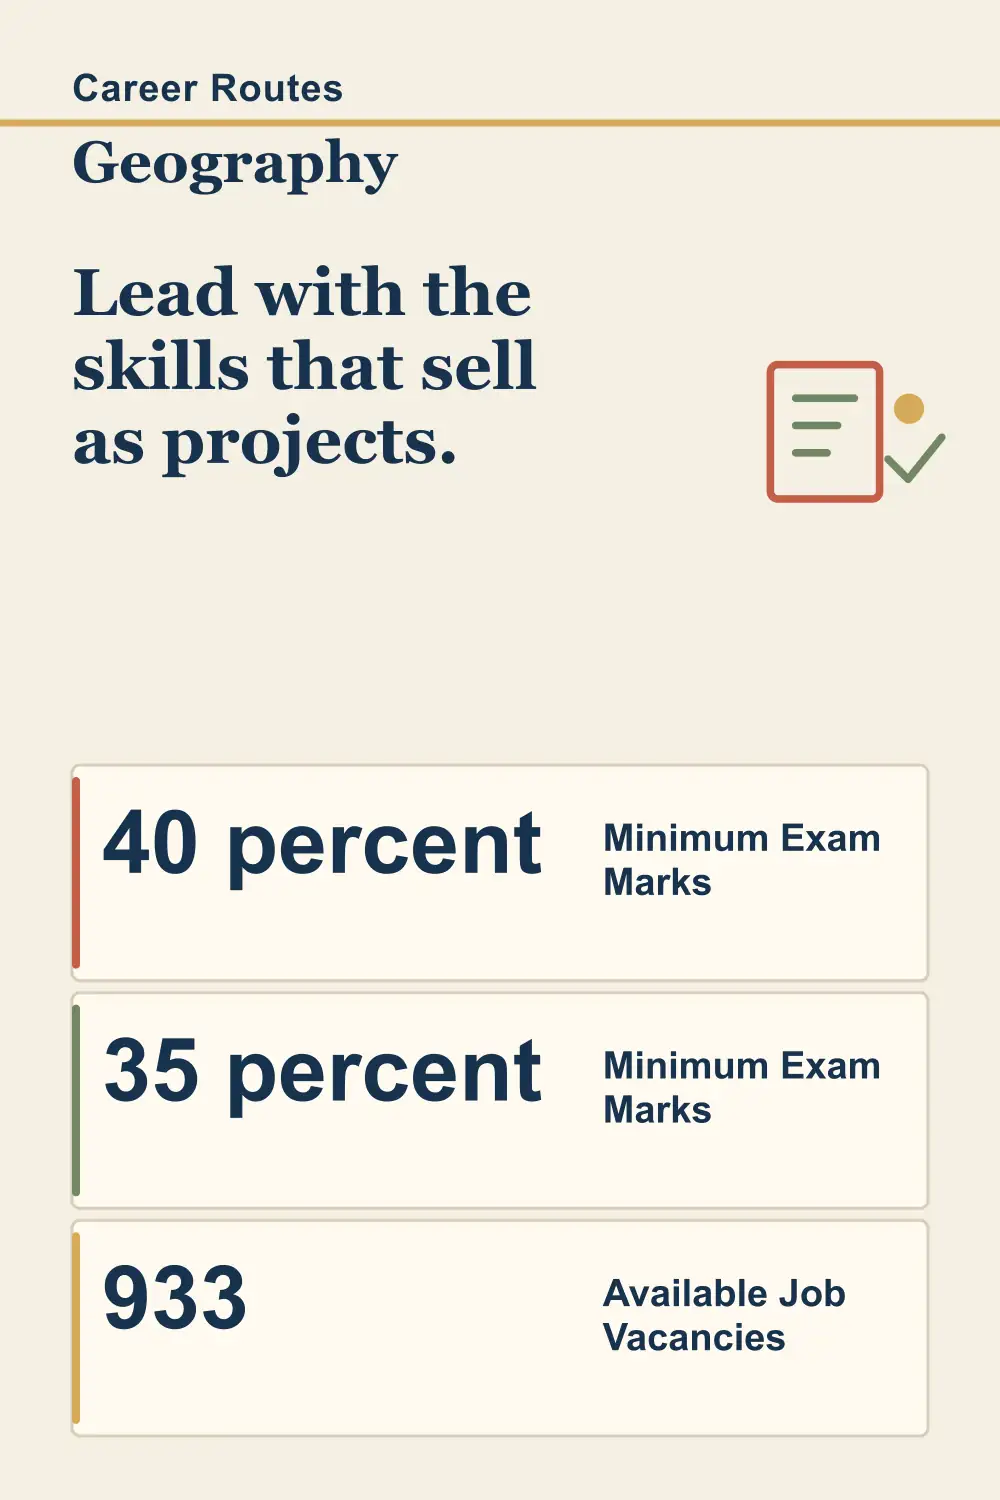 Career Routes
Geography
Lead with the
skills that sell
as projects.
40 percent
Minimum Exam
Marks
35 percent
Minimum Exam
Marks
933
Available Job
Vacancies